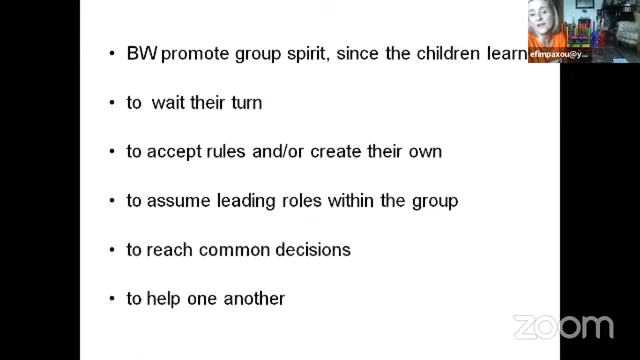 BW promote group spirit, since the children learn
to wait their turn
to accept rules and/or create their own
to assume leading roles within the group
to reach common decisions
to help one another
efimpaxou@y...
zoom